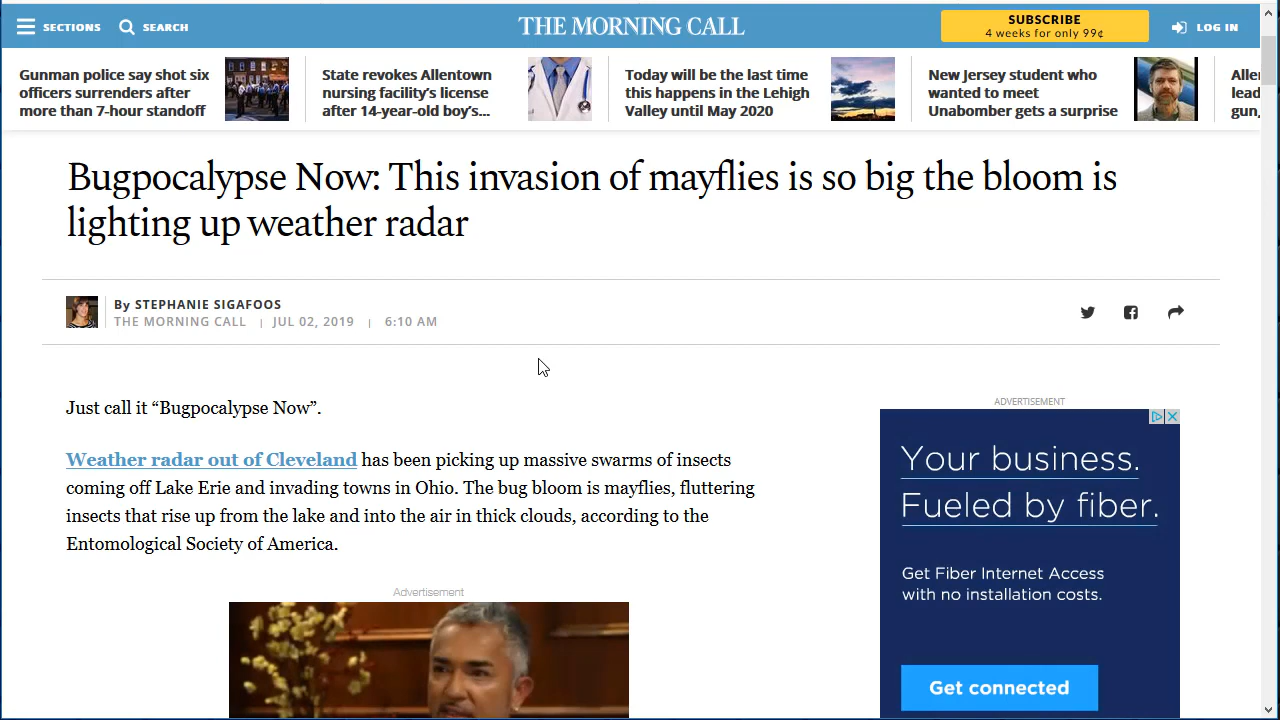 SECTIONS
SEARCH
THE MORNING CALL
SUBSCRIBE
4 weeks for only 99¢
LOG IN
Gunman police say shot six
officers surrenders after
more than 7-hour standoff
State revokes Allentown
nursing facility's license
after 14-year-old boy's...
Today will be the last time
this happens in the Lehigh
Valley until May 2020
New Jersey student who
wanted to meet
Unabomber gets a surprise
Bugpocalypse Now: This invasion of mayflies is so big the bloom is
lighting up weather radar
By STEPHANIE SIGAFOOS
THE MORNING CALL | JUL 02, 2019 | 6:10 AM
Just call it “Bugpocalypse Now”.
Weather radar out of Cleveland has been picking up massive swarms of insects
coming off Lake Erie and invading towns in Ohio. The bug bloom is mayflies, fluttering
insects that rise up from the lake and into the air in thick clouds, according to the
Entomological Society of America.
Advertisement
ADVERTISEMENT
Your business.
Fueled by fiber.
Get Fiber Internet Access
with no installation costs.
Get connected